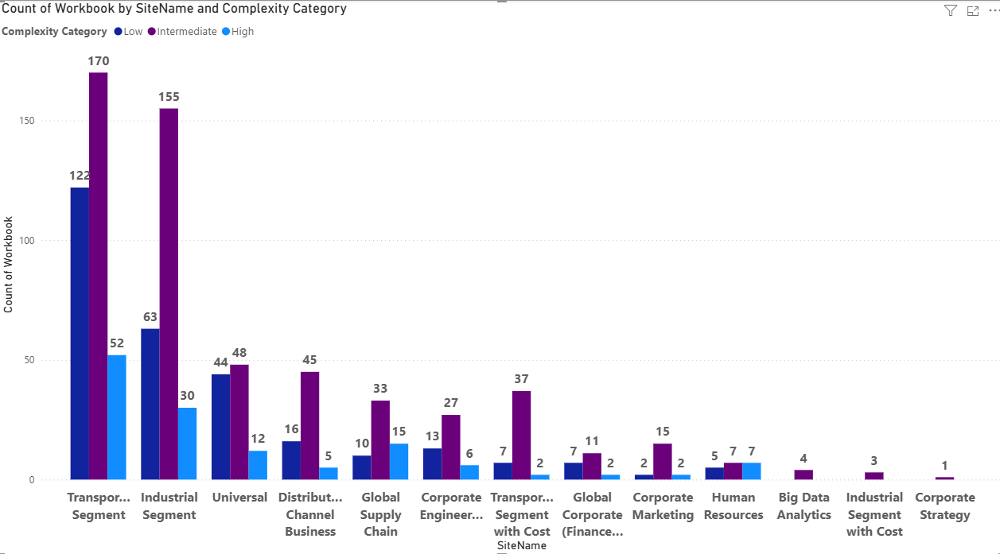 Count of Workbook by SiteName and Complexity Category
Complexity Category Low Intermediate High
Count of Workbook
150
100
50
0
122
170
52
63
155
30
44
48
12
16
45
5
10
33
15
13
27
6
7
37
2
7
11
2
2
15
2
5
7
7
4
3
1
Transpor...
Segment
Industrial
Segment
Universal
Distribut...
Channel
Business
Global
Supply
Chain
Corporate
Engineer...
Transpor...
Segment
with Cost
Global
Corporate
(Finance...
Corporate
Marketing
Human
Resources
Big Data
Analytics
Industrial
Segment
with Cost
Corporate
Strategy
SiteName